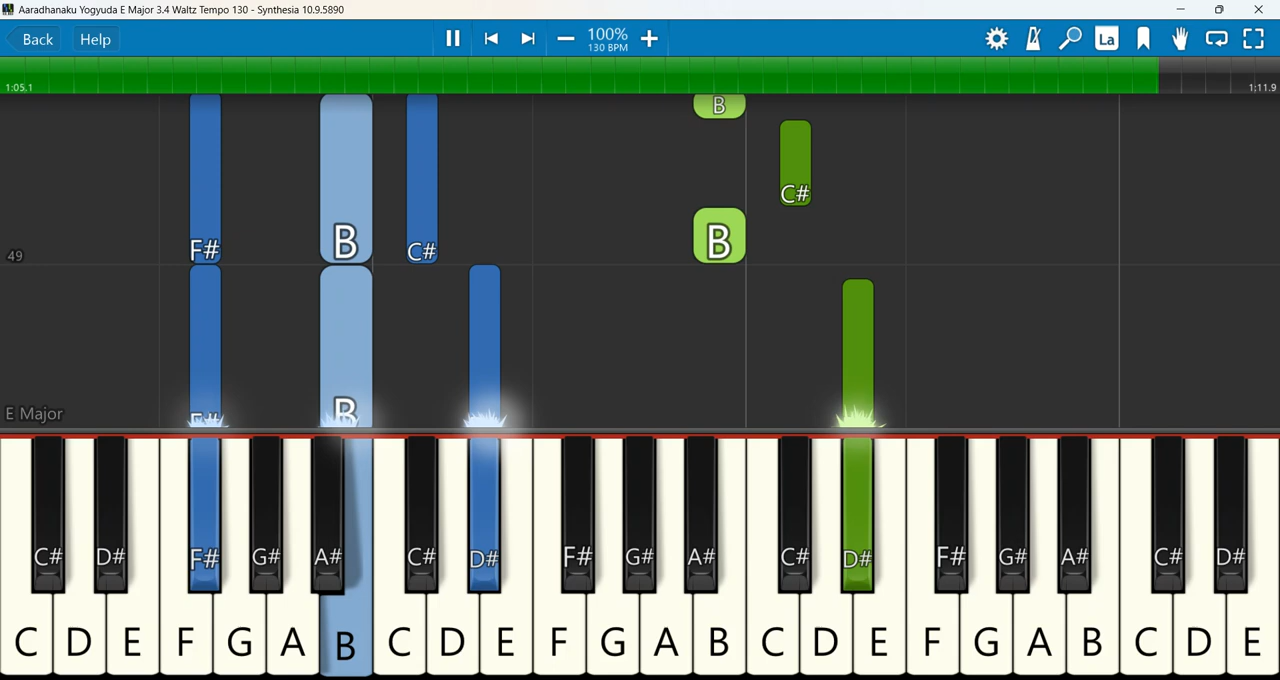 Aaradhanaku Yogyuda E Major 3.4 Waltz Tempo 130 - Synthesia 10.9.5890
Back Help 100% La
130 BPM
1:05.1 1:11.9
B
C#
F# B C# B
49
E Major F# B
C# D# F# G# A# C# D# F# G# A# C# D# F# G# A# C# D#
C D E F G A B C D E F G A B C D E F G A B C D E